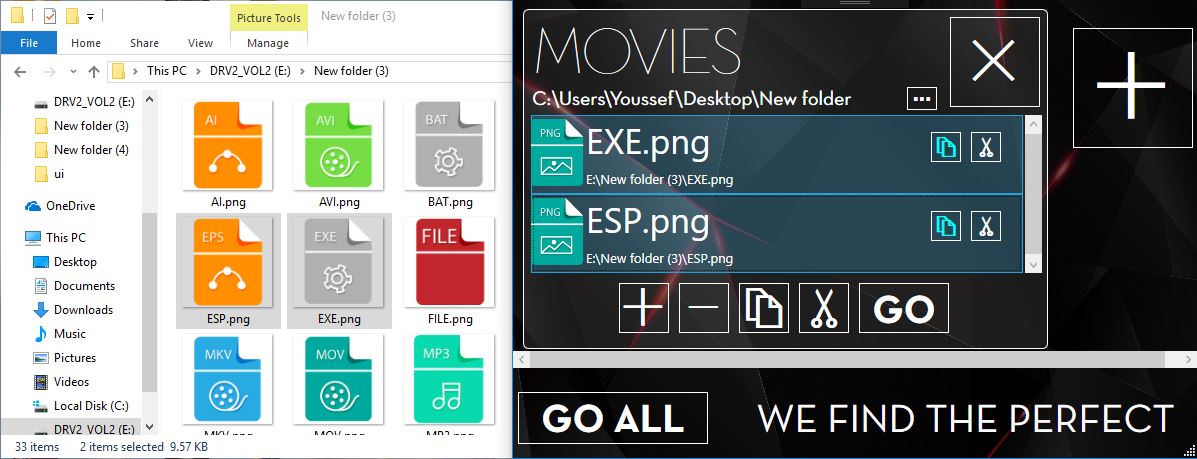 Picture Tools
New folder (3)
File
Home
Share
View
Manage
This PC
DRV2_VOL2 (E:)
New folder (3)
DRV2_VOL2 (E:)
New folder (3)
New folder (4)
ui
OneDrive
This PC
Desktop
Documents
Downloads
Music
Pictures
Videos
Local Disk (C:)
DRV2_VOL2 (E:)
AI
AVI
BAT
AI.png
AVI.png
BAT.png
EPS
EXE
FILE
ESP.png
EXE.png
FILE.png
MKV
MOV
MP3
MKV.png
MOV.png
MP3.png
33 items
2 items selected
9.57 KB
MOVIES
C:\Users\Youssef\Desktop\New folder
...
PNG
EXE.png
E:\New folder (3)\EXE.png
PNG
ESP.png
E:\New folder (3)\ESP.png
GO
GO ALL
WE FIND THE PERFECT